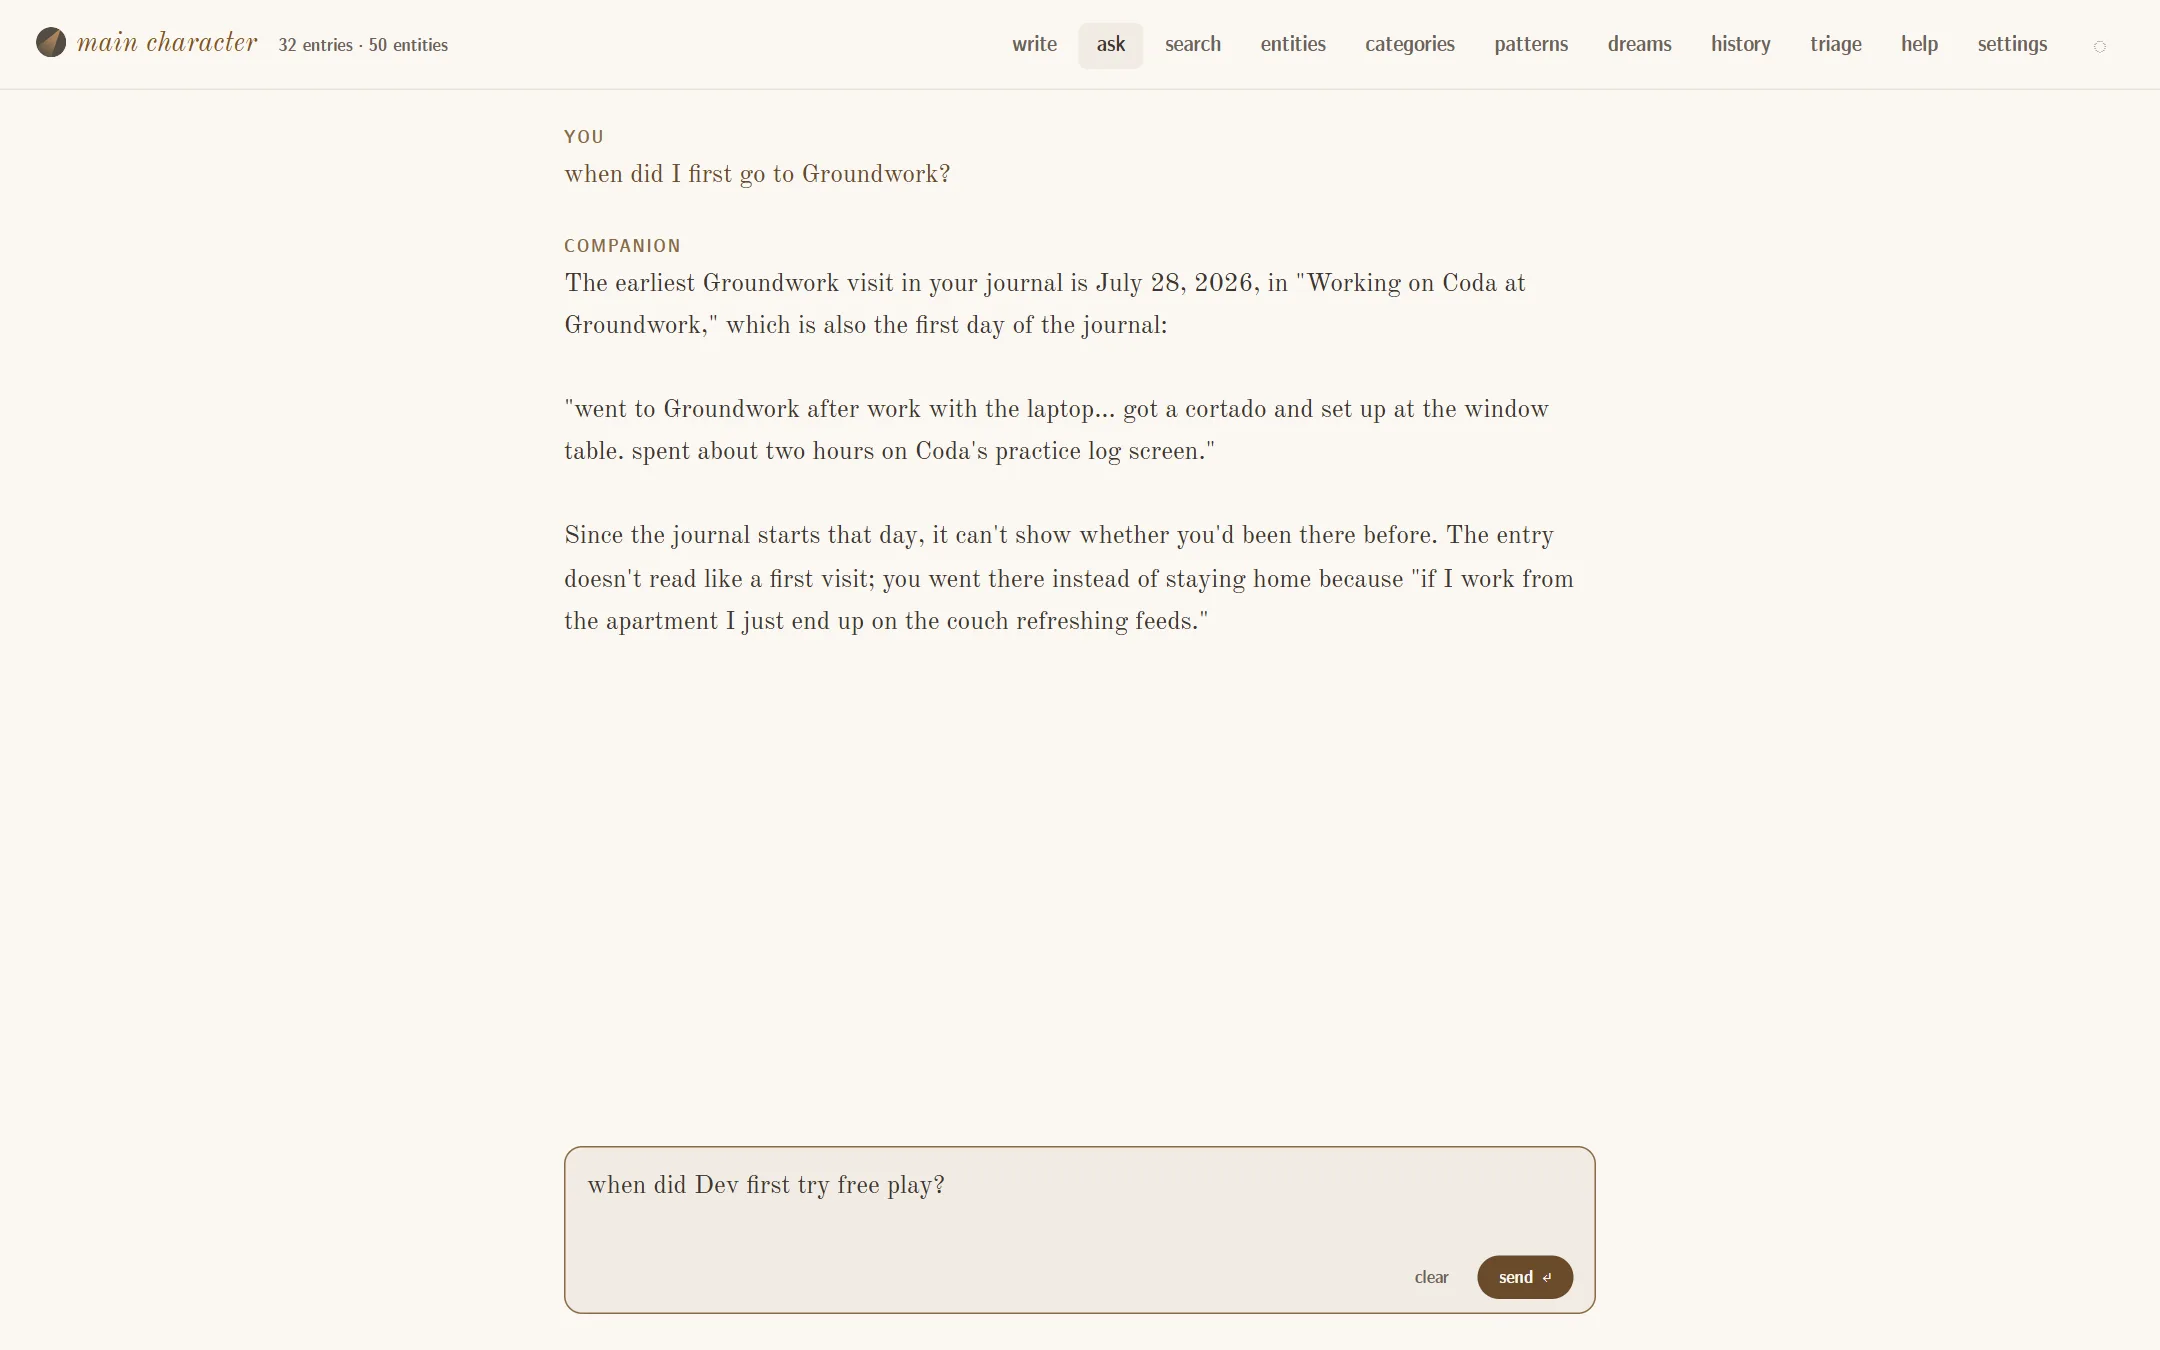 main character 32 entries · 50 entities write ask search entities categories patterns dreams history triage help settings
YOU
when did I first go to Groundwork?
COMPANION
The earliest Groundwork visit in your journal is July 28, 2026, in "Working on Coda at
Groundwork," which is also the first day of the journal:
"went to Groundwork after work with the laptop... got a cortado and set up at the window
table. spent about two hours on Coda's practice log screen."
Since the journal starts that day, it can't show whether you'd been there before. The entry
doesn't read like a first visit; you went there instead of staying home because "if I work from
the apartment I just end up on the couch refreshing feeds."
when did Dev first try free play?
clear send ↵